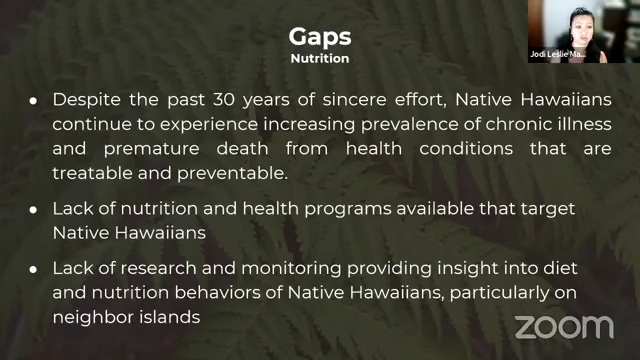 Gaps
Nutrition
Jodi Leslie Ma...
● Despite the past 30 years of sincere effort, Native Hawaiians
continue to experience increasing prevalence of chronic illness
and premature death from health conditions that are
treatable and preventable.
● Lack of nutrition and health programs available that target
Native Hawaiians
● Lack of research and monitoring providing insight into diet
and nutrition behaviors of Native Hawaiians, particularly on
neighbor islands
zoom